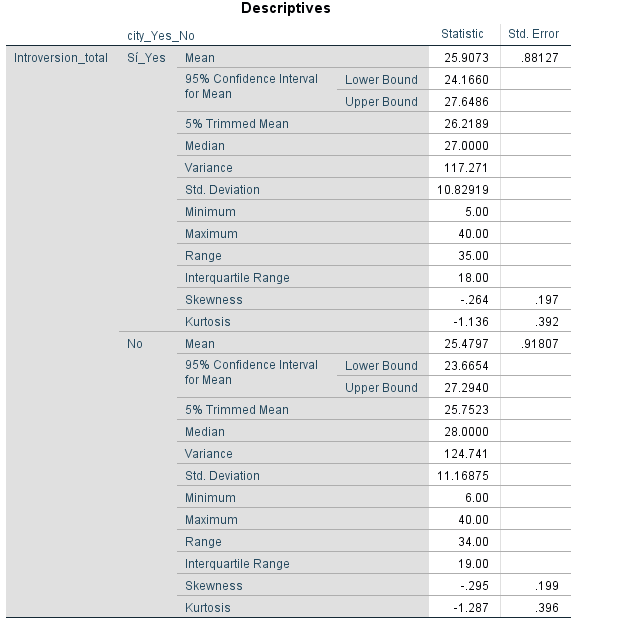 Descriptives
city_Yes_No Statistic Std. Error
Introversion_total Sí_Yes Mean 25.9073 .88127
95% Confidence Interval for Mean Lower Bound 24.1660
Upper Bound 27.6486
5% Trimmed Mean 26.2189
Median 27.0000
Variance 117.271
Std. Deviation 10.82919
Minimum 5.00
Maximum 40.00
Range 35.00
Interquartile Range 18.00
Skewness -.264 .197
Kurtosis -1.136 .392
No Mean 25.4797 .91807
95% Confidence Interval for Mean Lower Bound 23.6654
Upper Bound 27.2940
5% Trimmed Mean 25.7523
Median 28.0000
Variance 124.741
Std. Deviation 11.16875
Minimum 6.00
Maximum 40.00
Range 34.00
Interquartile Range 19.00
Skewness -.295 .199
Kurtosis -1.287 .396